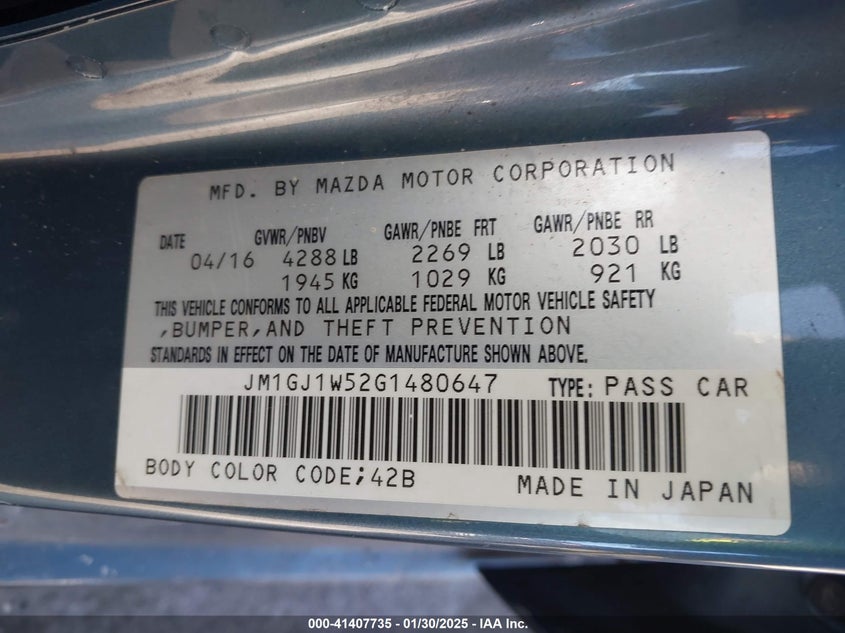 MFD. BY MAZDA MOTOR CORPORATION
DATE GVWR/PNBV GAWR/PNBE FRT GAWR/PNBE RR
04/16 4288 LB 2269 LB 2030 LB
1945 KG 1029 KG 921 KG
THIS VEHICLE CONFORMS TO ALL APPLICABLE FEDERAL MOTOR VEHICLE SAFETY
,BUMPER,AND THEFT PREVENTION
STANDARDS IN EFFECT ON THE DATE OF MANUFACTURE SHOWN ABOVE.
JM1GJ1W52G1480647 TYPE: PASS CAR
BODY COLOR CODE;42B MADE IN JAPAN
000-41407735 - 01/30/2025 - IAA Inc.